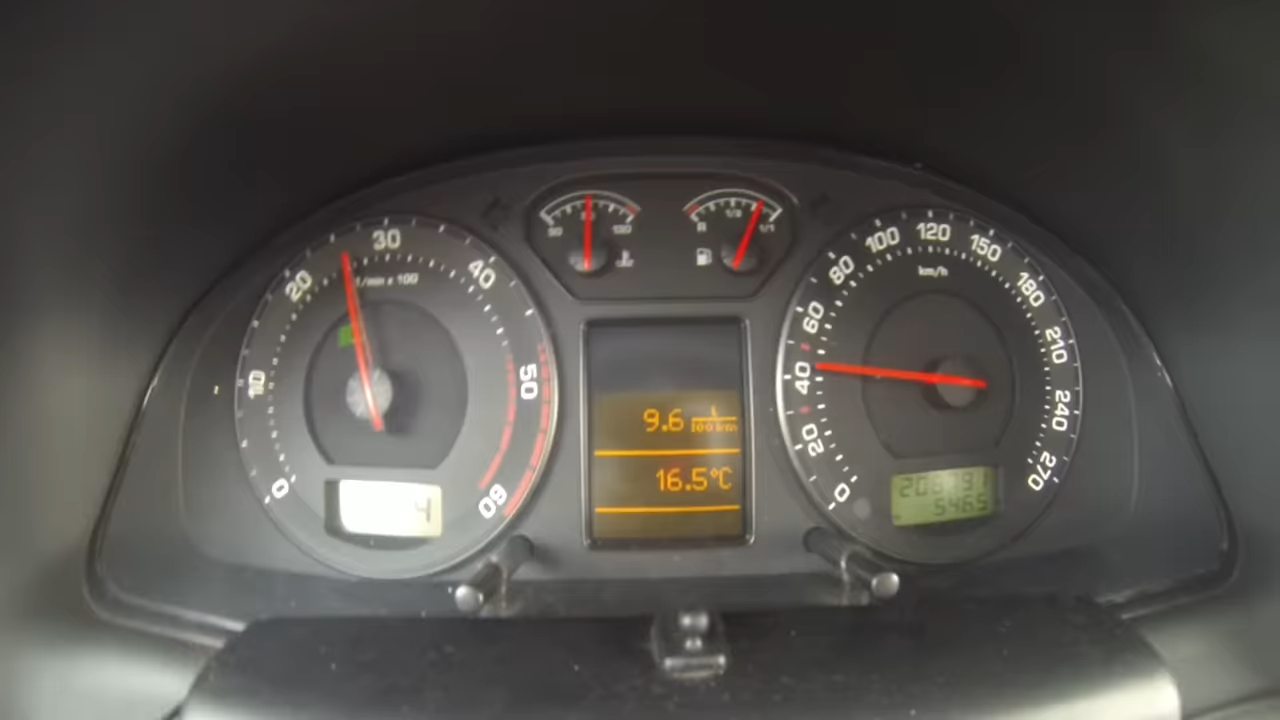 0 10 20 30 40 50 60
1/min x 100
50 90 130
R 1/2 1/1
0 20 40 60 80 100 120 150 180 210 240 270
km/h
9.6 l/100 km
16.5°C
4
5465